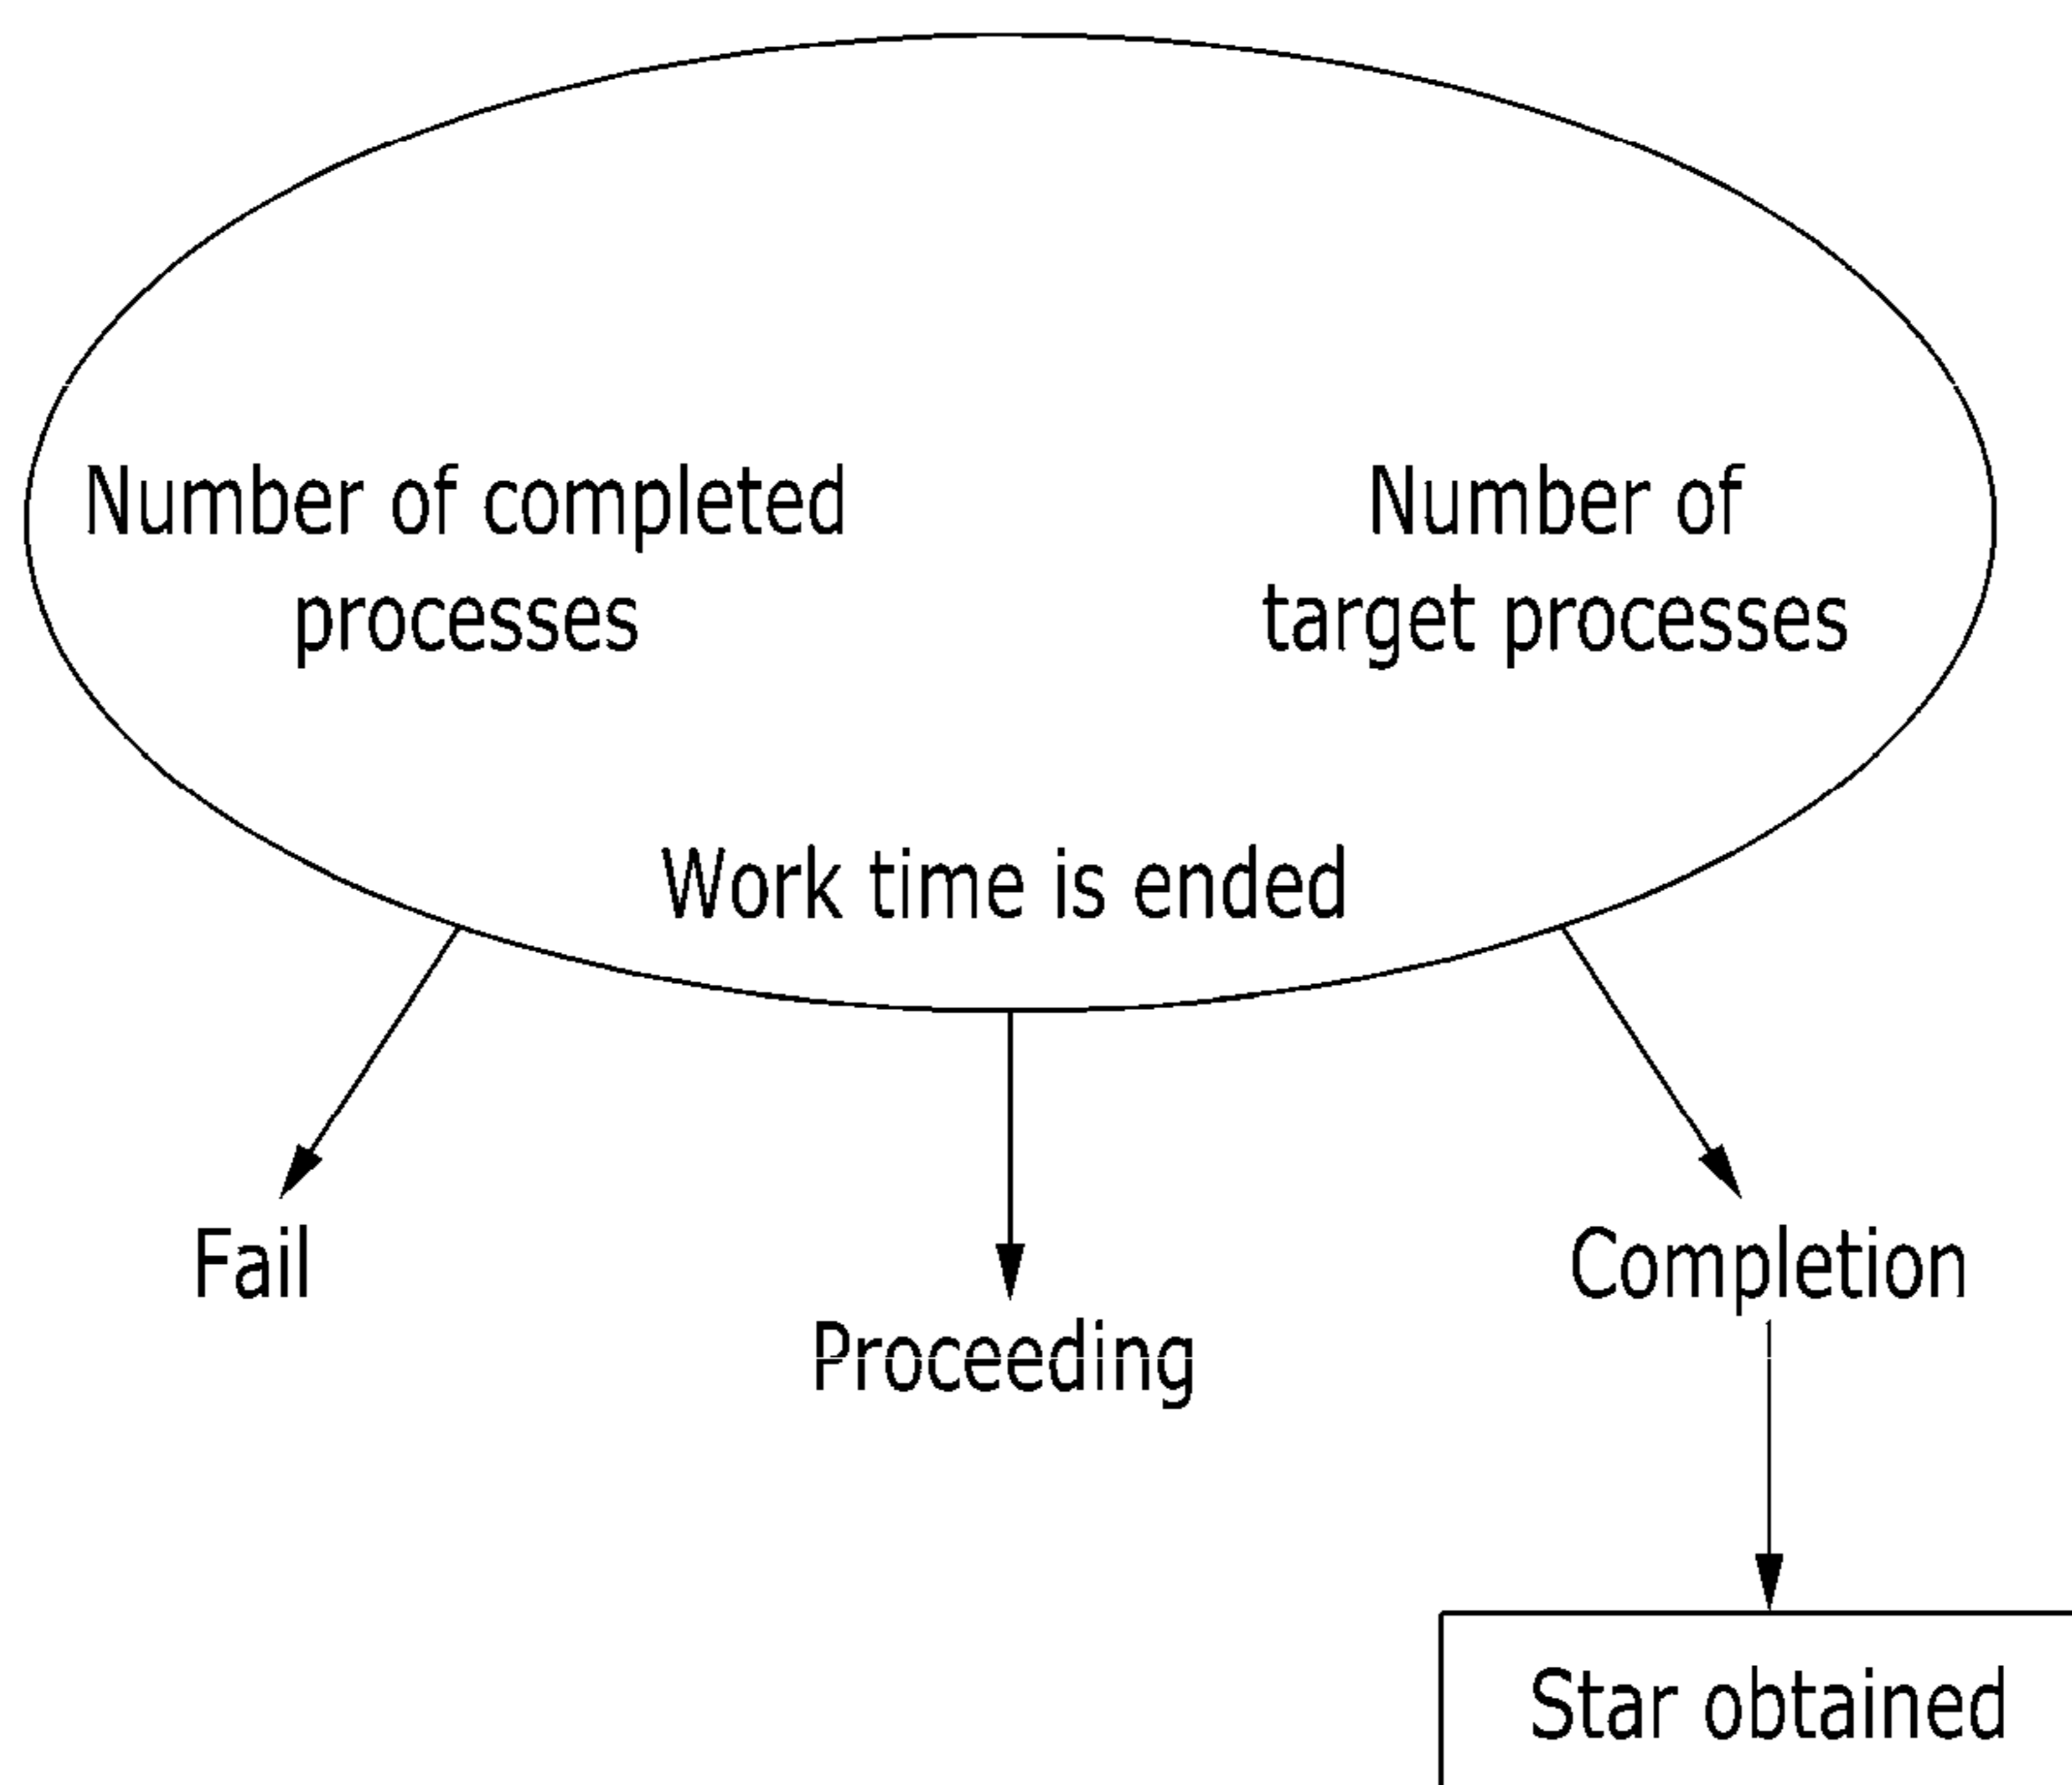 Number of completed
processes
Number of
target processes
Work time is ended
Fail
Proceeding
Completion
Star obtained